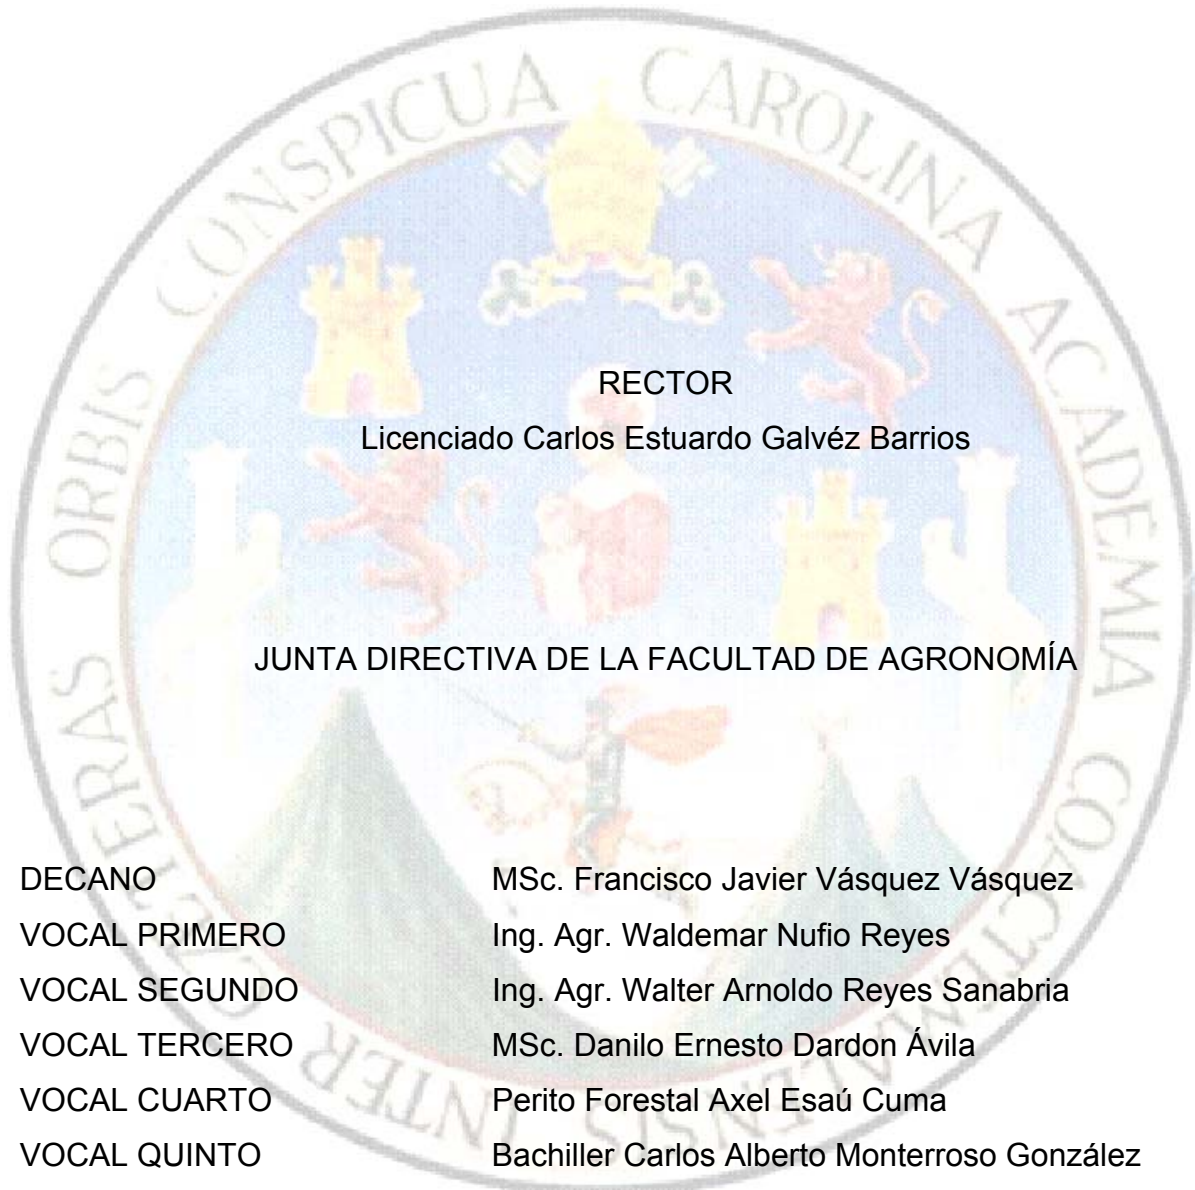 CAROLINA ACADEMIA COACTEMALENSIS INTER CÆTERAS ORBIS CONSPICUA
RECTOR
Licenciado Carlos Estuardo Galvéz Barrios
JUNTA DIRECTIVA DE LA FACULTAD DE AGRONOMÍA
DECANO MSc. Francisco Javier Vásquez Vásquez
VOCAL PRIMERO Ing. Agr. Waldemar Nufio Reyes
VOCAL SEGUNDO Ing. Agr. Walter Arnoldo Reyes Sanabria
VOCAL TERCERO MSc. Danilo Ernesto Dardon Ávila
VOCAL CUARTO Perito Forestal Axel Esaú Cuma
VOCAL QUINTO Bachiller Carlos Alberto Monterroso González